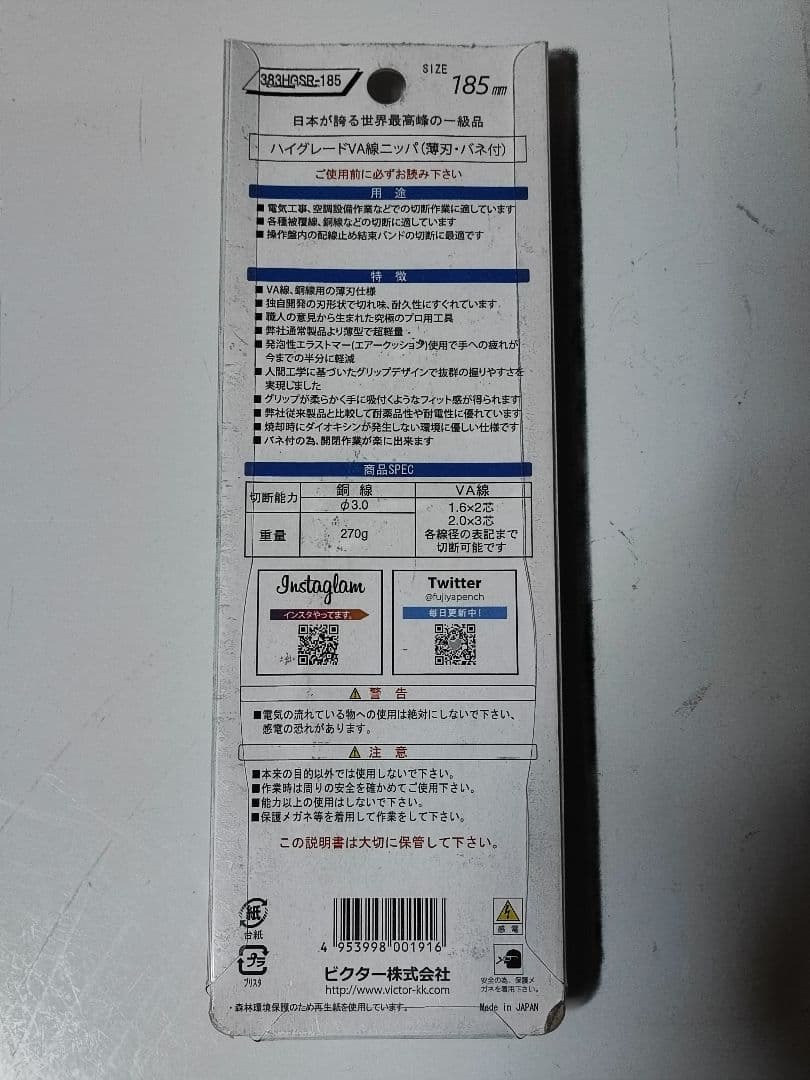 383HGSR-185
SIZE 185mm
日本が誇る世界最高峰の一級品
ハイグレードVA線ニッパ(薄刃・バネ付)
ご使用前に必ずお読み下さい
用途
■電気工事、空調設備作業などでの切断作業に適しています
■各種被覆線、銅線などの切断に適しています
■操作盤内の配線止め結束バンドの切断に最適です
特徴
■VA線、銅線用の薄刃仕様
■独自開発の刃形状で切れ味、耐久性にすぐれています
■職人の意見から生まれた究極のプロ用工具
■弊社通常製品より薄型で超軽量
■発泡性エラストマー(エアークッション)使用で手への疲れが
今までの半分に軽減
■人間工学に基づいたグリップデザインで抜群の握りやすさを
実現しました
■グリップが柔らかく手に吸付くようなフィット感が得られます
■弊社従来製品と比較して耐薬品性や耐電性に優れています
■焼却時にダイオキシンが発生しない環境に優しい仕様です
■バネ付の為、開閉作業が楽に出来ます
商品SPEC
切断能力
銅線
φ3.0
VA線
1.6×2芯
2.0×3芯
各線径の表記まで
切断可能です
重量
270g
Instaglam
インスタやってます。
Twitter
@fujiyapench
毎日更新中!
警告
■電気の流れている物への使用は絶対にしないで下さい、
感電の恐れがあります。
注意
■本来の目的以外では使用しないで下さい。
■作業時は周りの安全を確かめてご使用下さい。
■能力以上の使用はしないで下さい。
■保護メガネ等を着用して作業をして下さい。
この説明書は大切に保管して下さい。
紙
台紙
プラ
ブリスタ
4 953998 001916
ビクター株式会社
http://www.victor-kk.com
感電
安全の為、保護メ
ガネを着用下さい。
・森林環境保護のため再生紙を使用しています。
Made in JAPAN